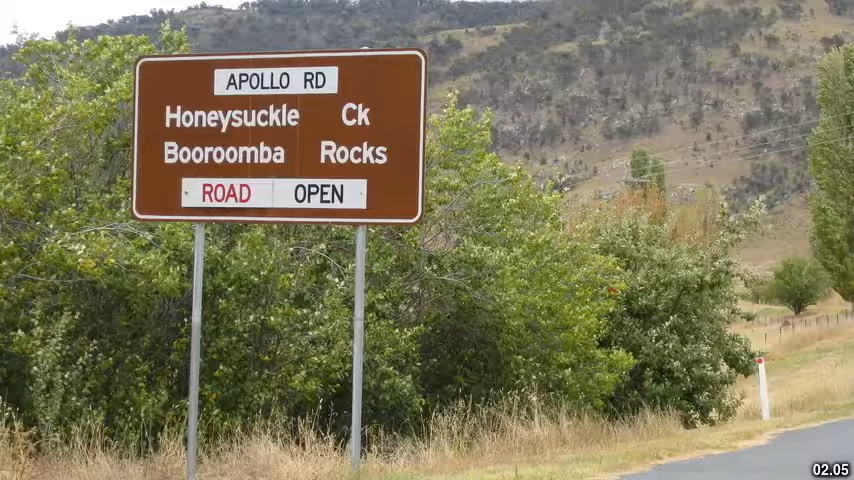 APOLLO RD
Honeysuckle Ck
Booroomba Rocks
ROAD OPEN
02.05